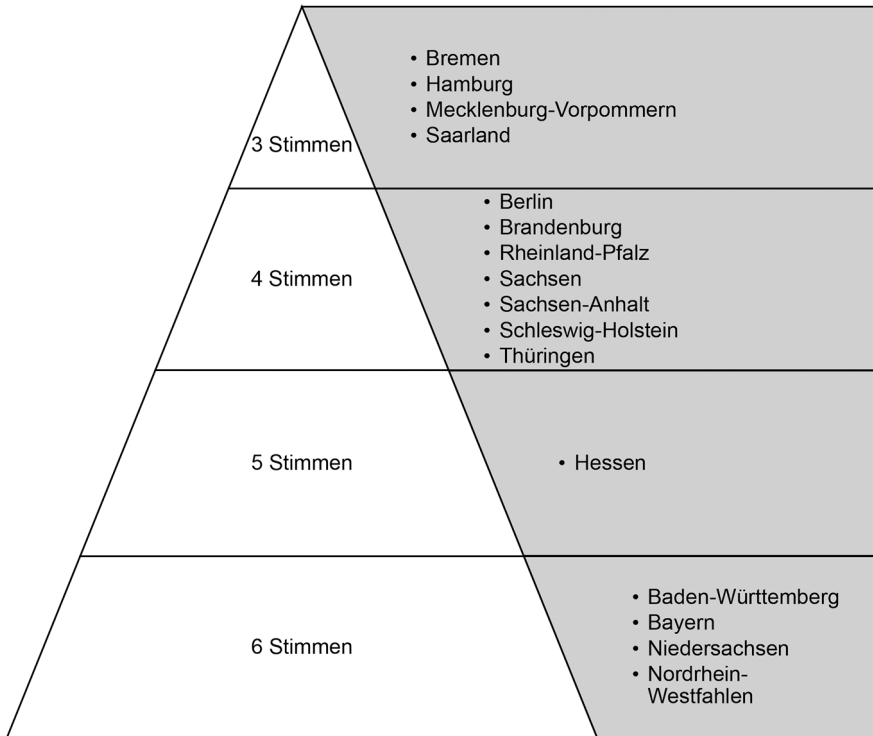 3 Stimmen
• Bremen
• Hamburg
• Mecklenburg-Vorpommern
• Saarland
4 Stimmen
• Berlin
• Brandenburg
• Rheinland-Pfalz
• Sachsen
• Sachsen-Anhalt
• Schleswig-Holstein
• Thüringen
5 Stimmen
• Hessen
6 Stimmen
• Baden-Württemberg
• Bayern
• Niedersachsen
• Nordrhein-
Westfahlen